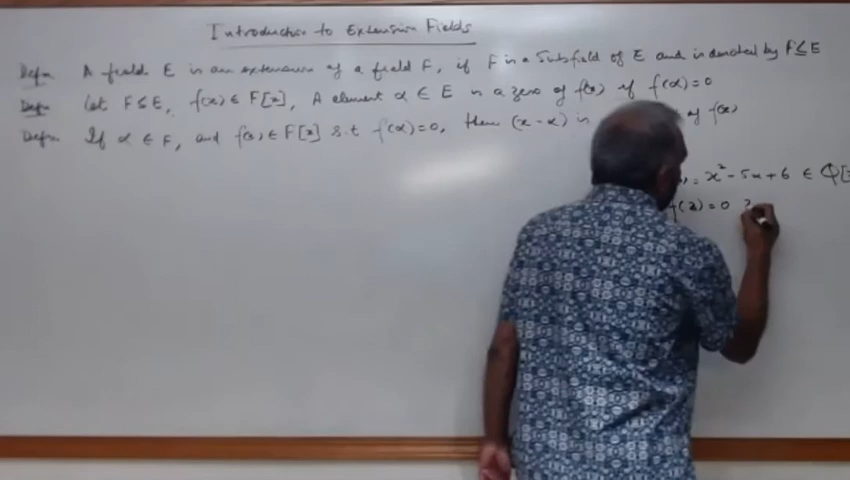 Introduction to Extension Fields
Defn A field E is an extension of a field F, if F is a Subfield of E and is denoted by F ≤ E
Defn Let F ≤ E, f(x) ∈ F[x], A element α ∈ E is a zero of f(x) if f(α) = 0
Defn If α ∈ F, and f(x) ∈ F[x] s.t f(α) = 0, then (x - α) is of f(x)
= x² - 5x + 6 ∈ Q[x
f(2) = 0